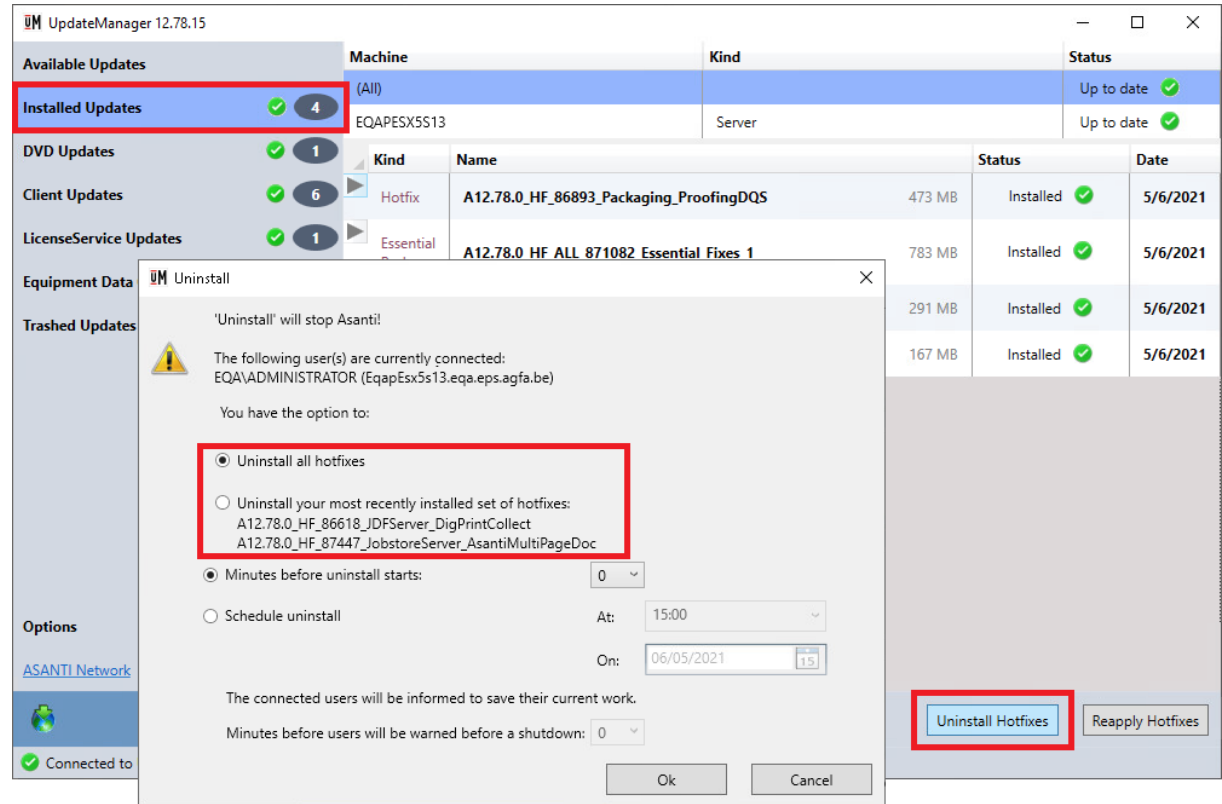 UM UpdateManager 12.78.15
Available Updates
Installed Updates 4
DVD Updates 1
Client Updates 6
LicenseService Updates 1
Equipment Data
Trashed Updates
Options
ASANTI Network
Connected to
Machine Kind Status
(All) Up to date
EQAPESX5S13 Server Up to date
Kind Name Status Date
Hotfix A12.78.0_HF_86893_Packaging_ProofingDQS 473 MB Installed 5/6/2021
Essential A12.78.0_HF_ALL_871082_Essential_Fixes_1 783 MB Installed 5/6/2021
291 MB Installed 5/6/2021
167 MB Installed 5/6/2021
UM Uninstall
'Uninstall' will stop Asanti!
The following user(s) are currently connected:
EQA\ADMINISTRATOR (EqapEsx5s13.eqa.eps.agfa.be)
You have the option to:
Uninstall all hotfixes
Uninstall your most recently installed set of hotfixes:
A12.78.0_HF_86618_JDFServer_DigPrintCollect
A12.78.0_HF_87447_JobstoreServer_AsantiMultiPageDoc
Minutes before uninstall starts: 0
Schedule uninstall At: 15:00
On: 06/05/2021 15
The connected users will be informed to save their current work.
Minutes before users will be warned before a shutdown: 0
Ok Cancel
Uninstall Hotfixes Reapply Hotfixes